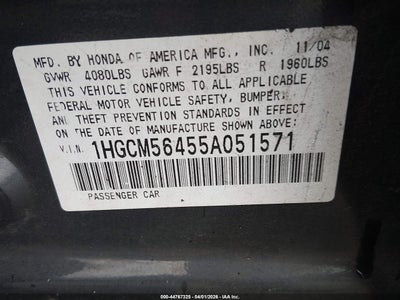 MFD. BY HONDA OF AMERICA MFG., INC. 11/04
GVWR 4080LBS GAWR F 2195LBS R 1960LBS
THIS VEHICLE CONFORMS TO ALL APPLICABLE
FEDERAL MOTOR VEHICLE SAFETY, BUMPER,
AND THEFT PREVENTION STANDARDS IN EFFECT
ON THE DATE OF MANUFACTURE SHOWN ABOVE.
V.I.N. 1HGCM56455A051571
PASSENGER CAR
000-44767325 - 04/01/2026 - IAA Inc.